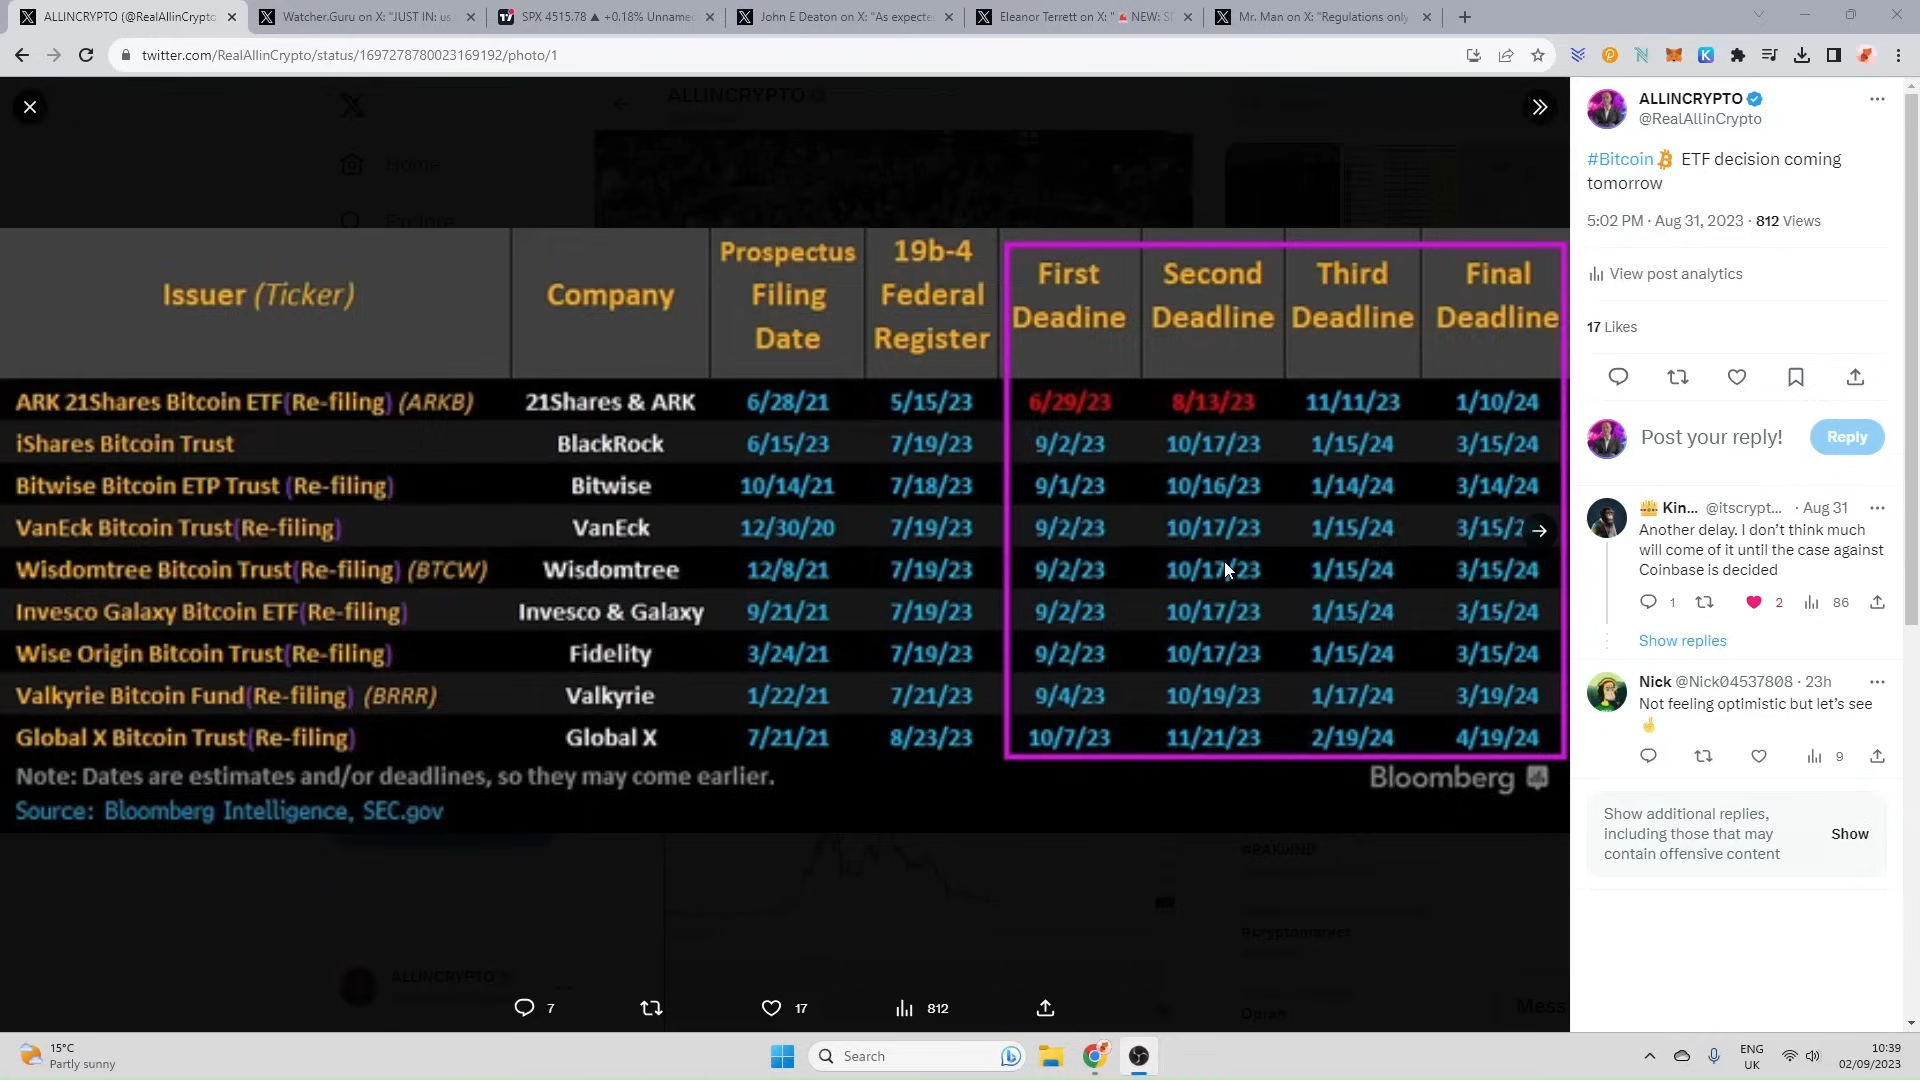 ALLINCRYPTO (@RealAllinCrypto
Watcher.Guru on X: "JUST IN: us
SPX 4515.78 ▲ +0.18% Unname
John E Deaton on X: "As expecte
Eleanor Terrett on X: "🚨NEW: S
Mr. Man on X: "Regulations only
twitter.com/RealAllinCrypto/status/1697278780023169192/photo/1
ALLINCRYPTO
Home
Explore
Issuer (Ticker)
Company
Prospectus
Filing
Date
19b-4
Federal
Register
First
Deadine
Second
Deadline
Third
Deadline
Final
Deadline
ARK 21Shares Bitcoin ETF(Re-filing) (ARKB) 21Shares & ARK 6/28/21 5/15/23 6/29/23 8/13/23 11/11/23 1/10/24
iShares Bitcoin Trust BlackRock 6/15/23 7/19/23 9/2/23 10/17/23 1/15/24 3/15/24
Bitwise Bitcoin ETP Trust (Re-filing) Bitwise 10/14/21 7/18/23 9/1/23 10/16/23 1/14/24 3/14/24
VanEck Bitcoin Trust(Re-filing) VanEck 12/30/20 7/19/23 9/2/23 10/17/23 1/15/24 3/15/2
Wisdomtree Bitcoin Trust(Re-filing) (BTCW) Wisdomtree 12/8/21 7/19/23 9/2/23 10/17/23 1/15/24 3/15/24
Invesco Galaxy Bitcoin ETF(Re-filing) Invesco & Galaxy 9/21/21 7/19/23 9/2/23 10/17/23 1/15/24 3/15/24
Wise Origin Bitcoin Trust(Re-filing) Fidelity 3/24/21 7/19/23 9/2/23 10/17/23 1/15/24 3/15/24
Valkyrie Bitcoin Fund(Re-filing) (BRRR) Valkyrie 1/22/21 7/21/23 9/4/23 10/19/23 1/17/24 3/19/24
Global X Bitcoin Trust(Re-filing) Global X 7/21/21 8/23/23 10/7/23 11/21/23 2/19/24 4/19/24
Note: Dates are estimates and/or deadlines, so they may come earlier.
Bloomberg
Source: Bloomberg Intelligence, SEC.gov
#cryptomarket
ALLINCRYPTO
Oprah
Mess
7 17 812
ALLINCRYPTO
@RealAllinCrypto
#Bitcoin ETF decision coming
tomorrow
5:02 PM · Aug 31, 2023 · 812 Views
View post analytics
17 Likes
Post your reply!
Reply
Kin... @itscrypt... · Aug 31
Another delay. I don't think much
will come of it until the case against
Coinbase is decided
1 2 86
Show replies
Nick @Nick04537808 · 23h
Not feeling optimistic but let's see
🤞
9
Show additional replies,
including those that may
contain offensive content
Show
15°C
Partly sunny
Search
ENG
UK
10:39
02/09/2023